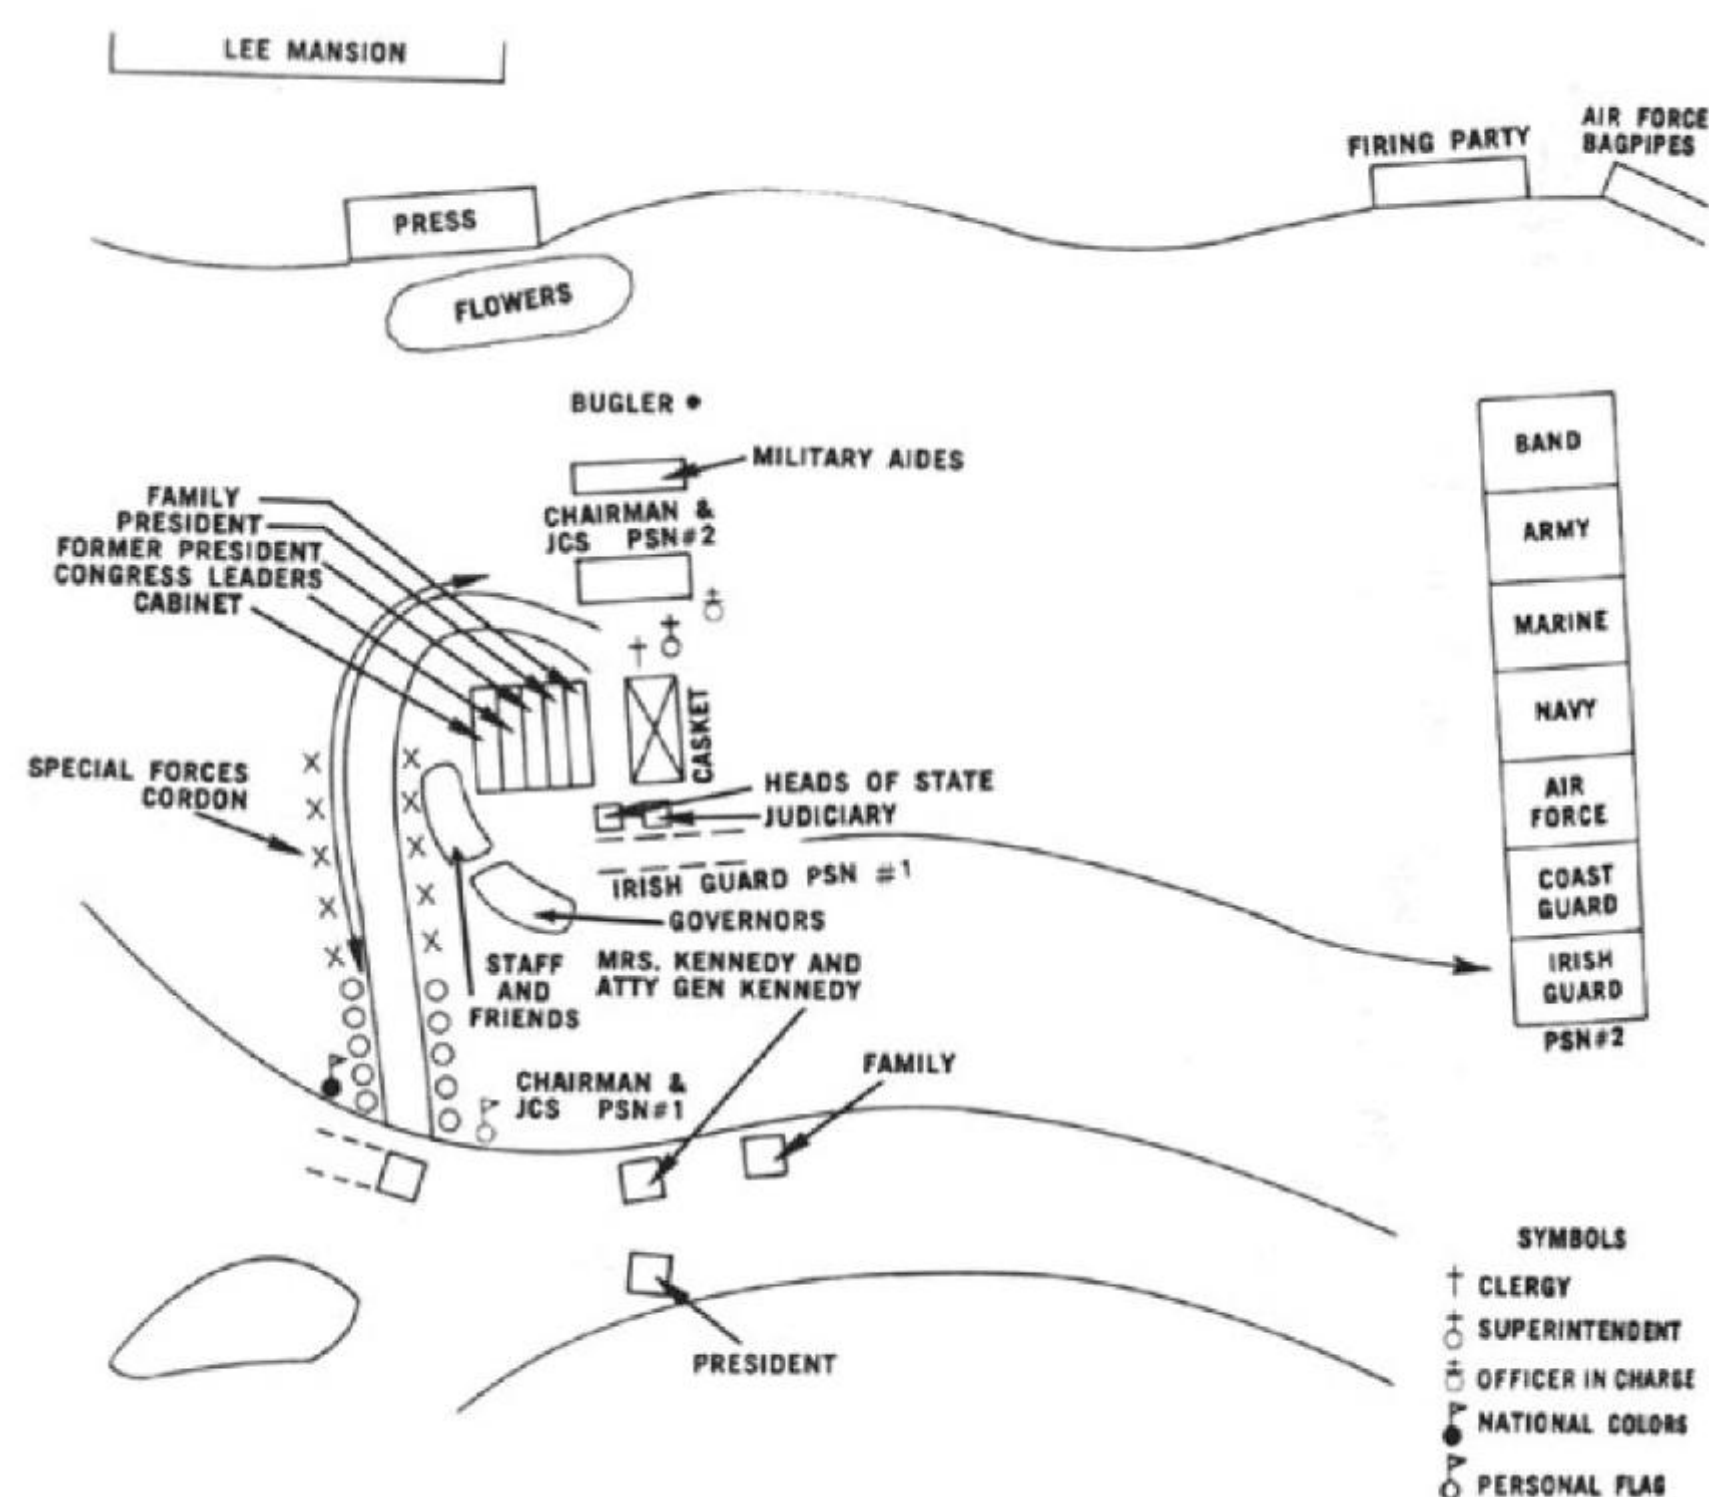 LEE MANSION
FIRING PARTY
AIR FORCE
BAGPIPES
PRESS
FLOWERS
BUGLER
MILITARY AIDES
CHAIRMAN &
JCS PSN#2
FAMILY
PRESIDENT
FORMER PRESIDENT
CONGRESS LEADERS
CABINET
CASKET
SPECIAL FORCES
CORDON
HEADS OF STATE
JUDICIARY
IRISH GUARD PSN #1
GOVERNORS
STAFF
AND
FRIENDS
MRS. KENNEDY AND
ATTY GEN KENNEDY
CHAIRMAN &
JCS PSN#1
FAMILY
PRESIDENT
BAND
ARMY
MARINE
NAVY
AIR
FORCE
COAST
GUARD
IRISH
GUARD
PSN#2
SYMBOLS
CLERGY
SUPERINTENDENT
OFFICER IN CHARGE
NATIONAL COLORS
PERSONAL FLAG